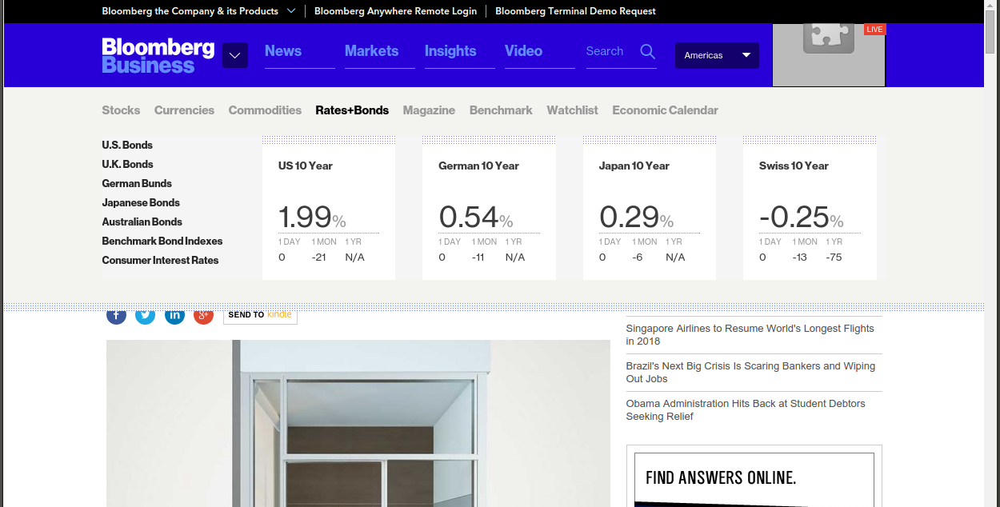 Bloomberg the Company & its Products Bloomberg Anywhere Remote Login Bloomberg Terminal Demo Request
LIVE
Bloomberg
Business
News Markets Insights Video Search Americas
Stocks Currencies Commodities Rates+Bonds Magazine Benchmark Watchlist Economic Calendar
U.S. Bonds
U.K. Bonds
German Bunds
Japanese Bonds
Australian Bonds
Benchmark Bond Indexes
Consumer Interest Rates
US 10 Year
1.99%
1 DAY 1 MON 1 YR
0 -21 N/A
German 10 Year
0.54%
1 DAY 1 MON 1 YR
0 -11 N/A
Japan 10 Year
0.29%
1 DAY 1 MON 1 YR
0 -6 N/A
Swiss 10 Year
-0.25%
1 DAY 1 MON 1 YR
0 -13 -75
f in g+ SEND TO kindle
Singapore Airlines to Resume World's Longest Flights
in 2018
Brazil's Next Big Crisis Is Scaring Bankers and Wiping
Out Jobs
Obama Administration Hits Back at Student Debtors
Seeking Relief
FIND ANSWERS ONLINE.